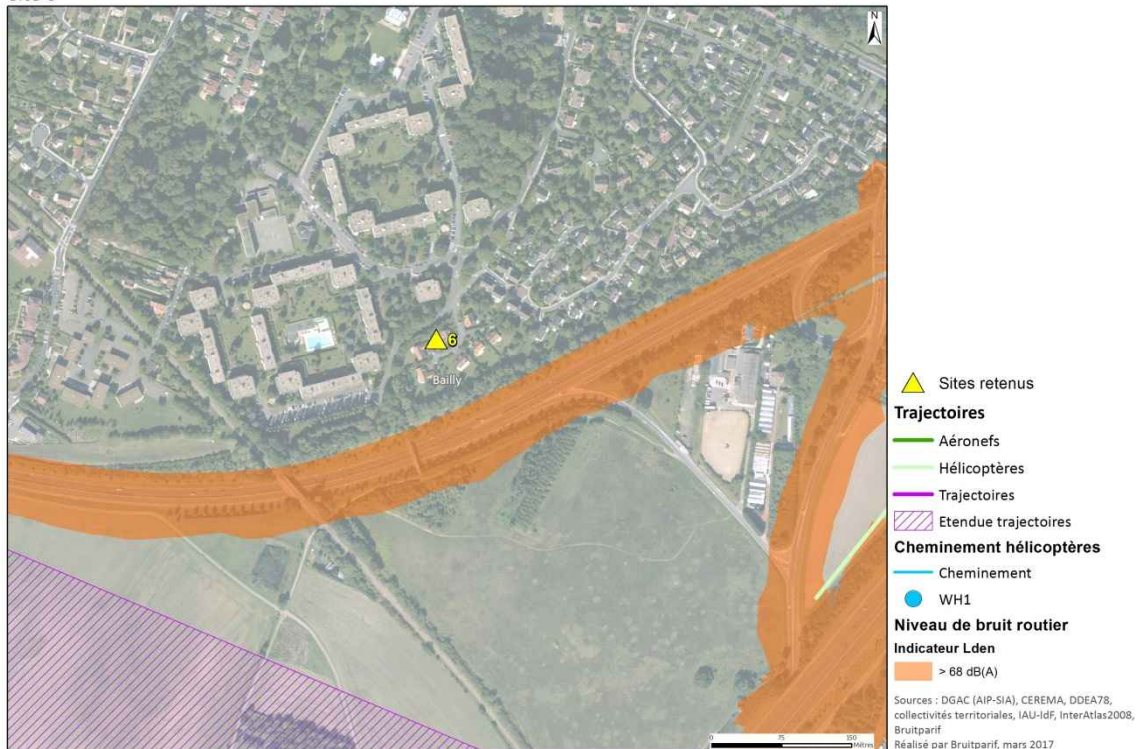 N
6
Bailly
0 75 150
Mètres
Sites retenus
Trajectoires
Aéronefs
Hélicoptères
Trajectoires
Etendue trajectoires
Cheminement hélicoptères
Cheminement
WH1
Niveau de bruit routier
Indicateur Lden
> 68 dB(A)
Sources : DGAC (AIP-SIA), CEREMA, DDEA78,
collectivités territoriales, IAU-IdF, InterAtlas2008,
Bruitparif
Réalisé par Bruitparif, mars 2017